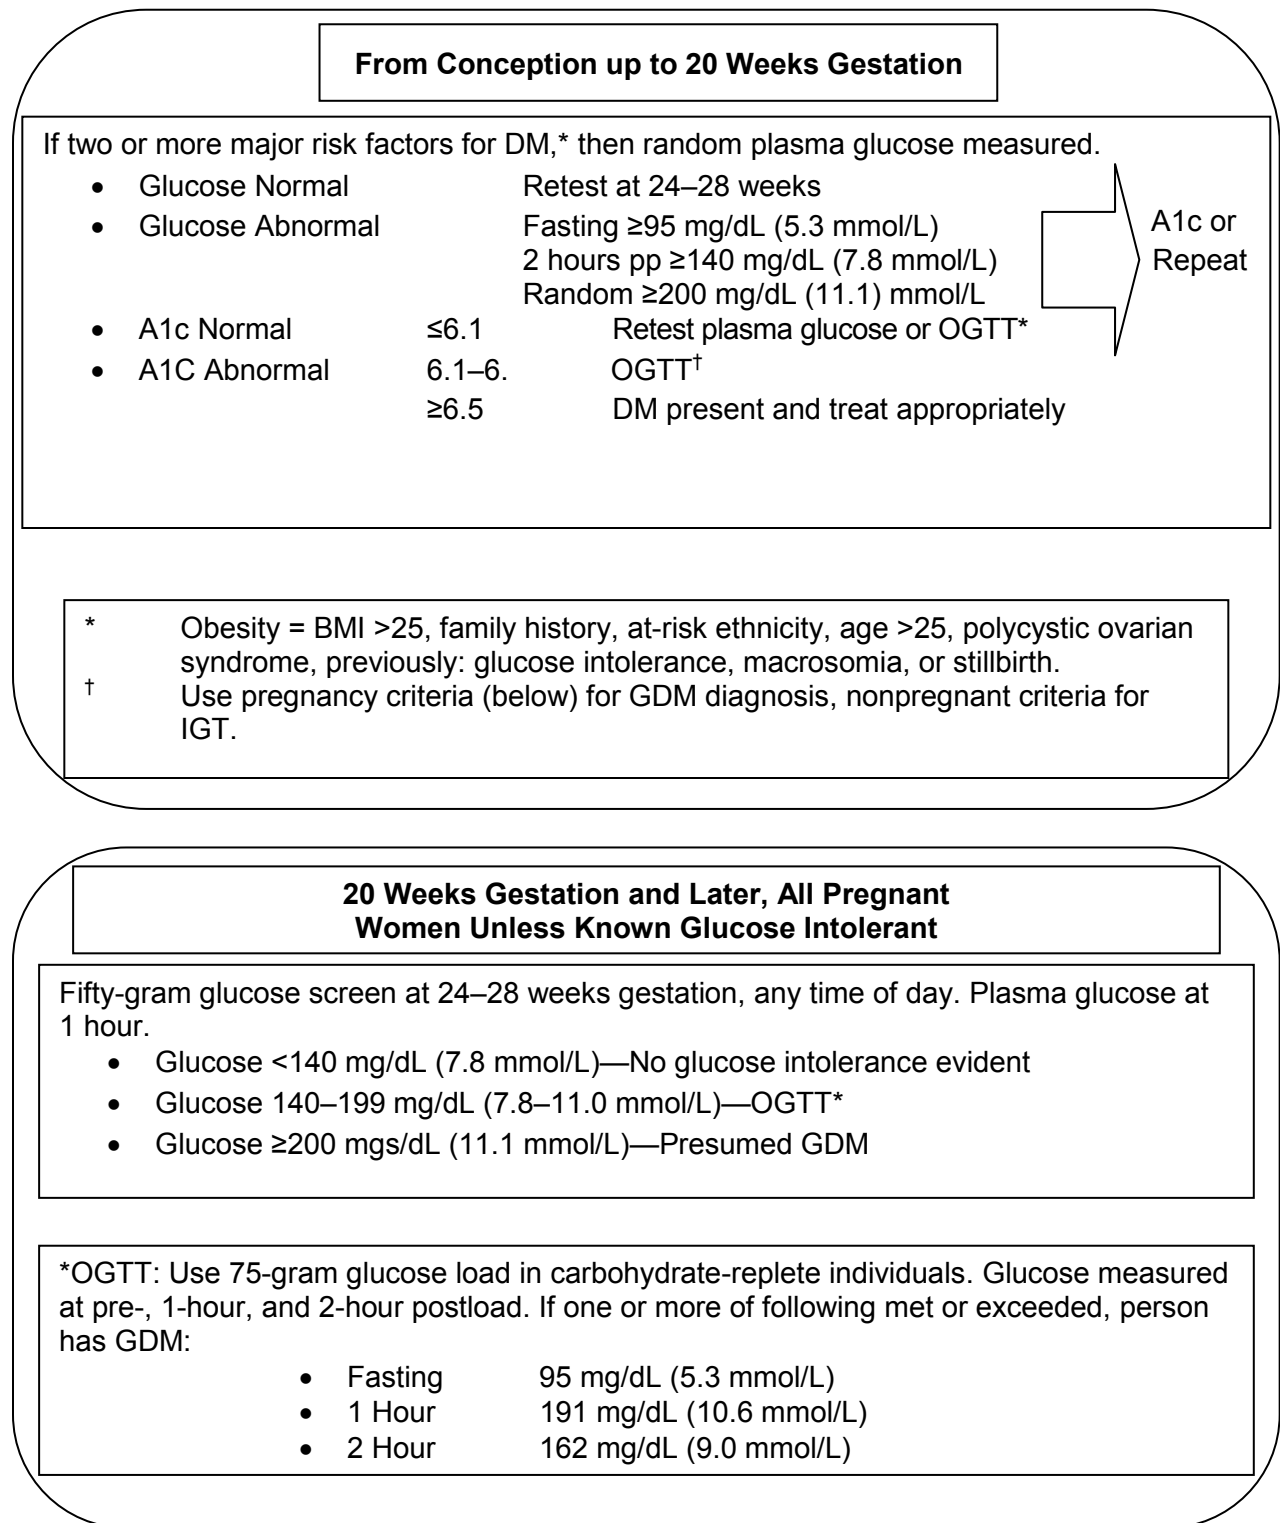 From Conception up to 20 Weeks Gestation
If two or more major risk factors for DM,* then random plasma glucose measured.
• Glucose Normal Retest at 24–28 weeks
• Glucose Abnormal Fasting ≥95 mg/dL (5.3 mmol/L)
2 hours pp ≥140 mg/dL (7.8 mmol/L)
Random ≥200 mg/dL (11.1) mmol/L
A1c or
Repeat
• A1c Normal ≤6.1 Retest plasma glucose or OGTT*
• A1C Abnormal 6.1–6. OGTT†
≥6.5 DM present and treat appropriately
* Obesity = BMI >25, family history, at-risk ethnicity, age >25, polycystic ovarian
syndrome, previously: glucose intolerance, macrosomia, or stillbirth.
† Use pregnancy criteria (below) for GDM diagnosis, nonpregnant criteria for
IGT.
20 Weeks Gestation and Later, All Pregnant
Women Unless Known Glucose Intolerant
Fifty-gram glucose screen at 24–28 weeks gestation, any time of day. Plasma glucose at
1 hour.
• Glucose <140 mg/dL (7.8 mmol/L)—No glucose intolerance evident
• Glucose 140–199 mg/dL (7.8–11.0 mmol/L)—OGTT*
• Glucose ≥200 mgs/dL (11.1 mmol/L)—Presumed GDM
*OGTT: Use 75-gram glucose load in carbohydrate-replete individuals. Glucose measured
at pre-, 1-hour, and 2-hour postload. If one or more of following met or exceeded, person
has GDM:
• Fasting 95 mg/dL (5.3 mmol/L)
• 1 Hour 191 mg/dL (10.6 mmol/L)
• 2 Hour 162 mg/dL (9.0 mmol/L)